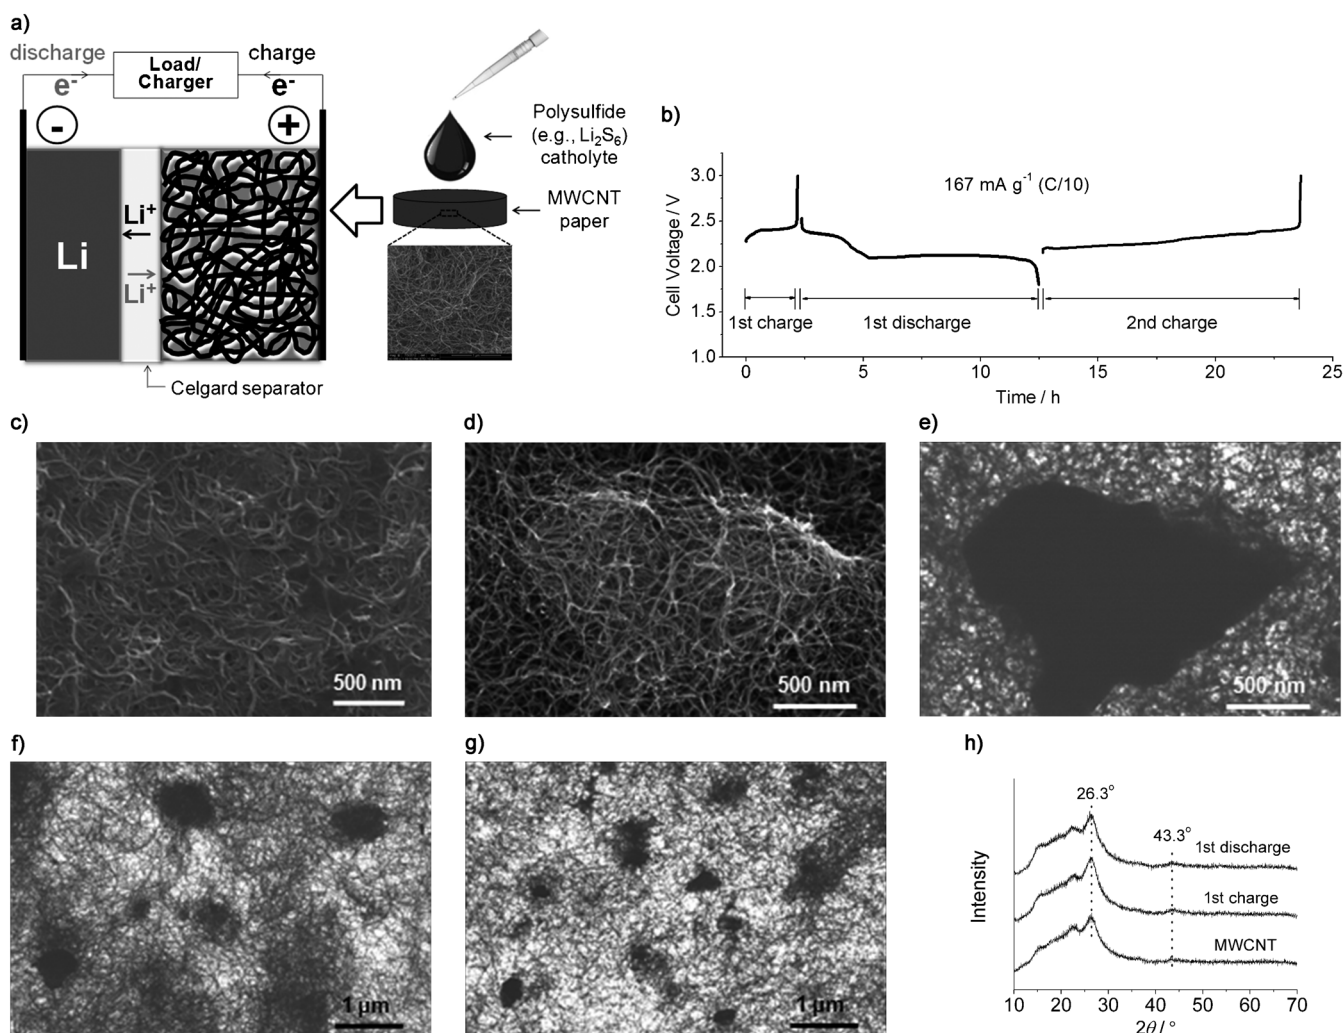 a)
discharge
charge
Load/
Charger
e-
e-
-
+
Li+
Li
Li+
Celgard separator
Polysulfide
(e.g., Li2S6)
catholyte
MWCNT
paper
b)
Cell Voltage / V
3.0
2.5
2.0
1.5
1.0
167 mA g-1 (C/10)
1st charge
1st discharge
2nd charge
0 5 10 15 20 25
Time / h
c)
500 nm
d)
500 nm
e)
500 nm
f)
1 µm
g)
1 µm
h)
Intensity
26.3°
43.3°
1st discharge
1st charge
MWCNT
10 20 30 40 50 60 70
2θ / °